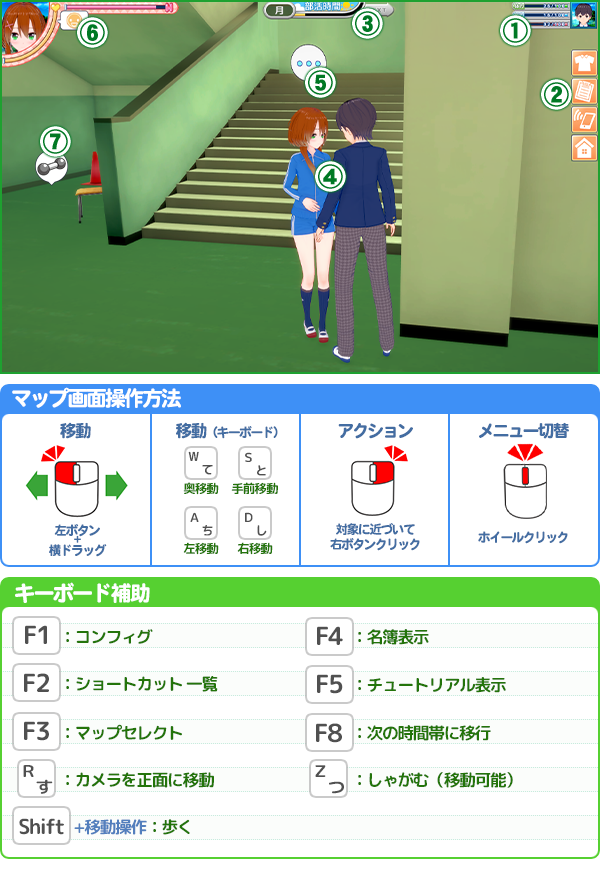 月
部活時間
①
②
③
④
⑤
⑥
⑦
マップ画面操作方法
移動
左ボタン
+
横ドラッグ
移動（キーボード）
W て
奥移動
S と
手前移動
A ち
左移動
D し
右移動
アクション
対象に近づいて
右ボタンクリック
メニュー切替
ホイールクリック
キーボード補助
F1：コンフィグ
F4：名簿表示
F2：ショートカット一覧
F5：チュートリアル表示
F3：マップセレクト
F8：次の時間帯に移行
R す：カメラを正面に移動
Z つ：しゃがむ（移動可能）
Shift+移動操作：歩く